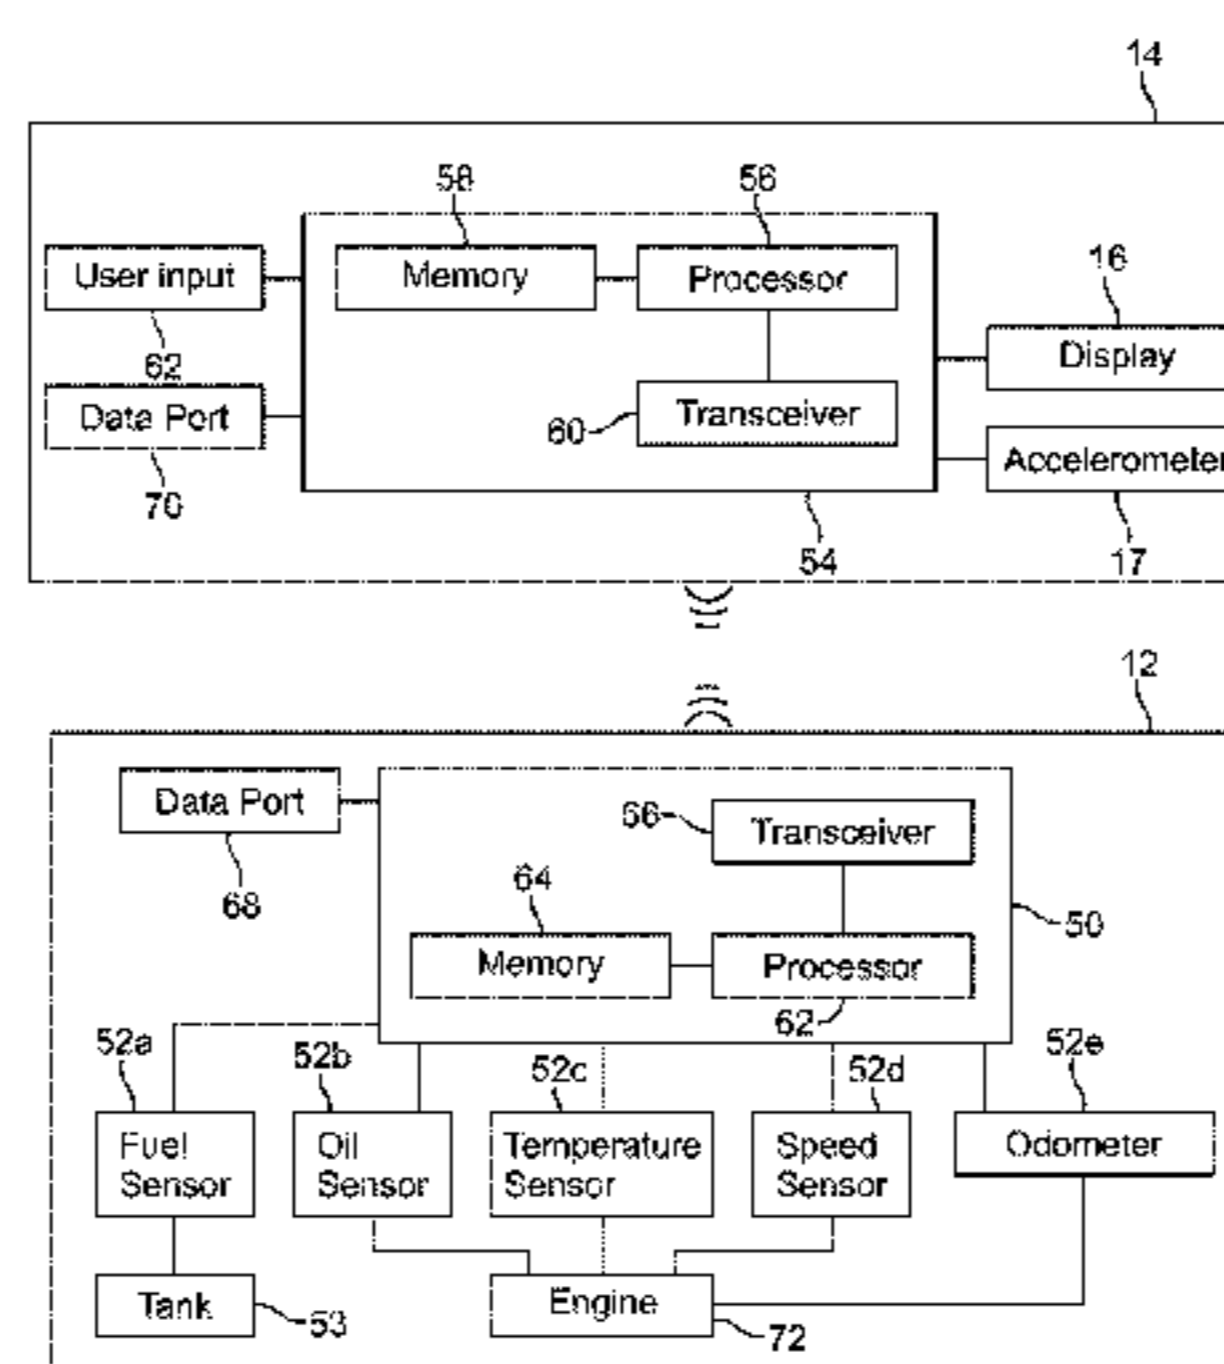 14
58
56
User input
Memory
Processor
16
62
Display
Data Port
60
Transceiver
Accelerometer
70
54
17
12
Data Port
66
Transceiver
68
64
50
Memory
Processor
62
52a
52b
52c
52d
52e
Fuel
Sensor
Oil
Sensor
Temperature
Sensor
Speed
Sensor
Odometer
Tank
53
Engine
72